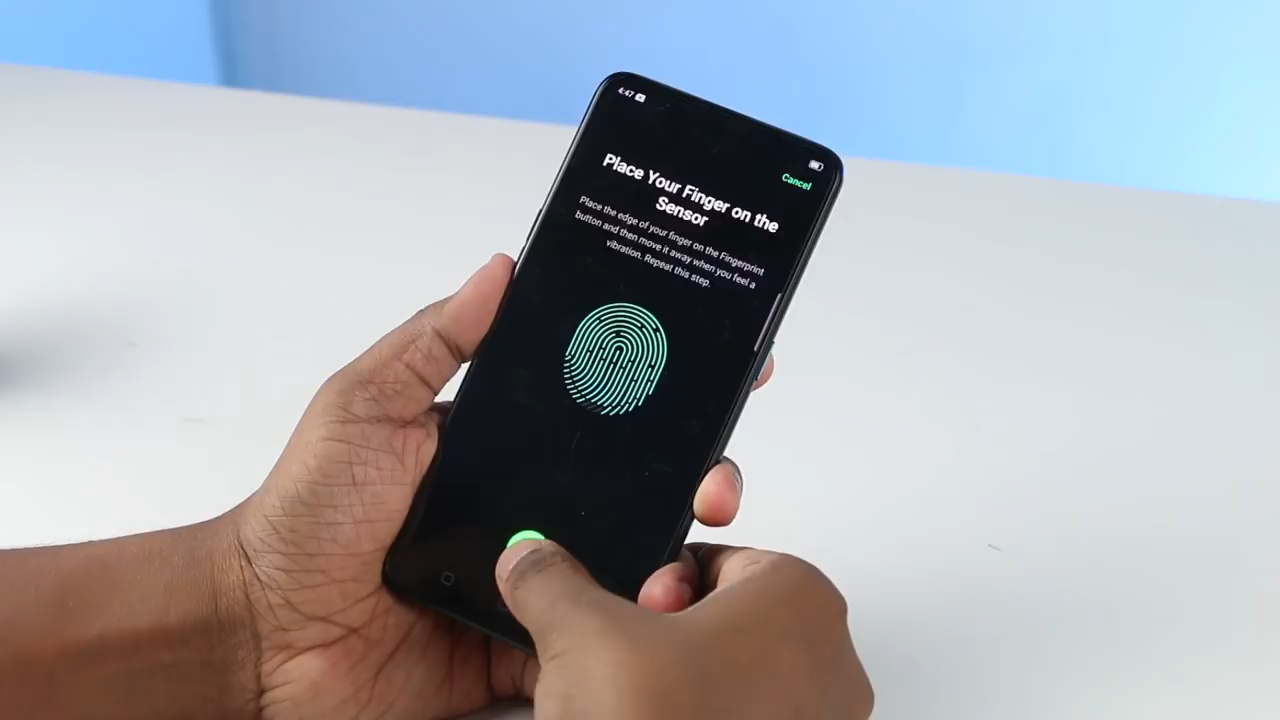 4:47
Cancel
Place Your Finger on the
Sensor
Place the edge of your finger on the Fingerprint
button and then move it away when you feel a
vibration. Repeat this step.